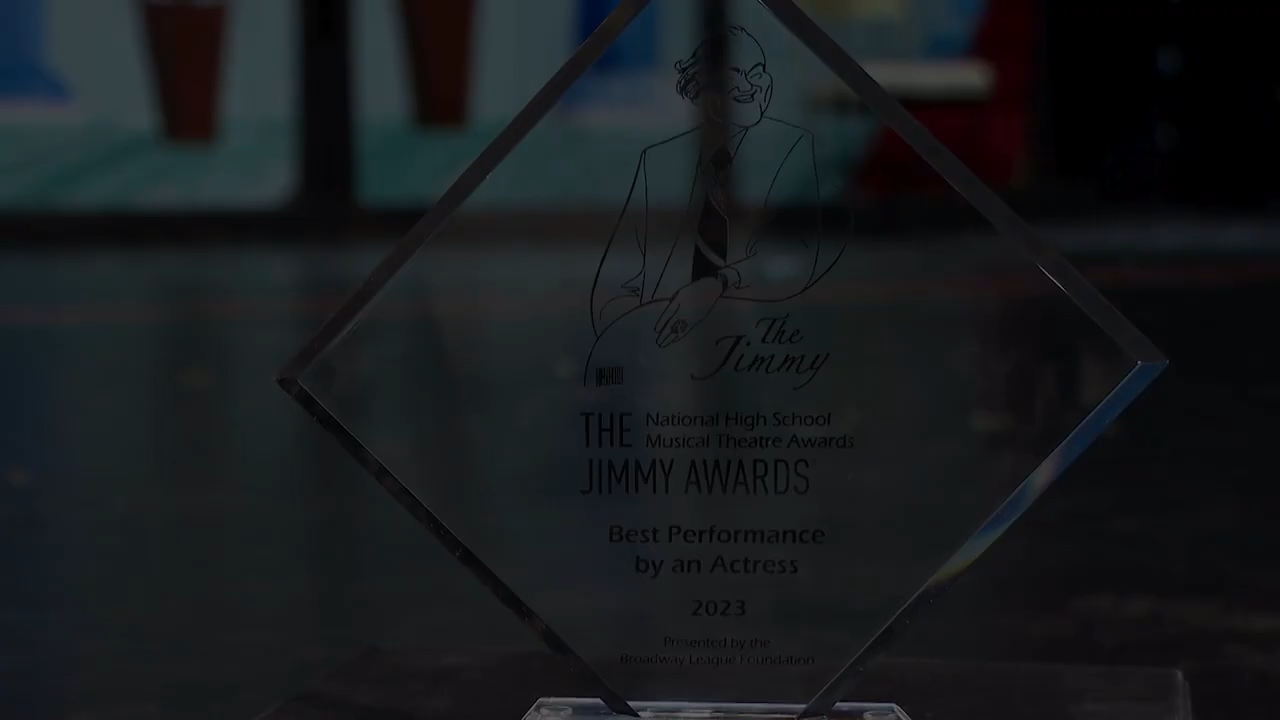 The
Jimmy
THE National High School
Musical Theatre Awards
JIMMY AWARDS
Best Performance
by an Actress
2023
Presented by the
Broadway League Foundation